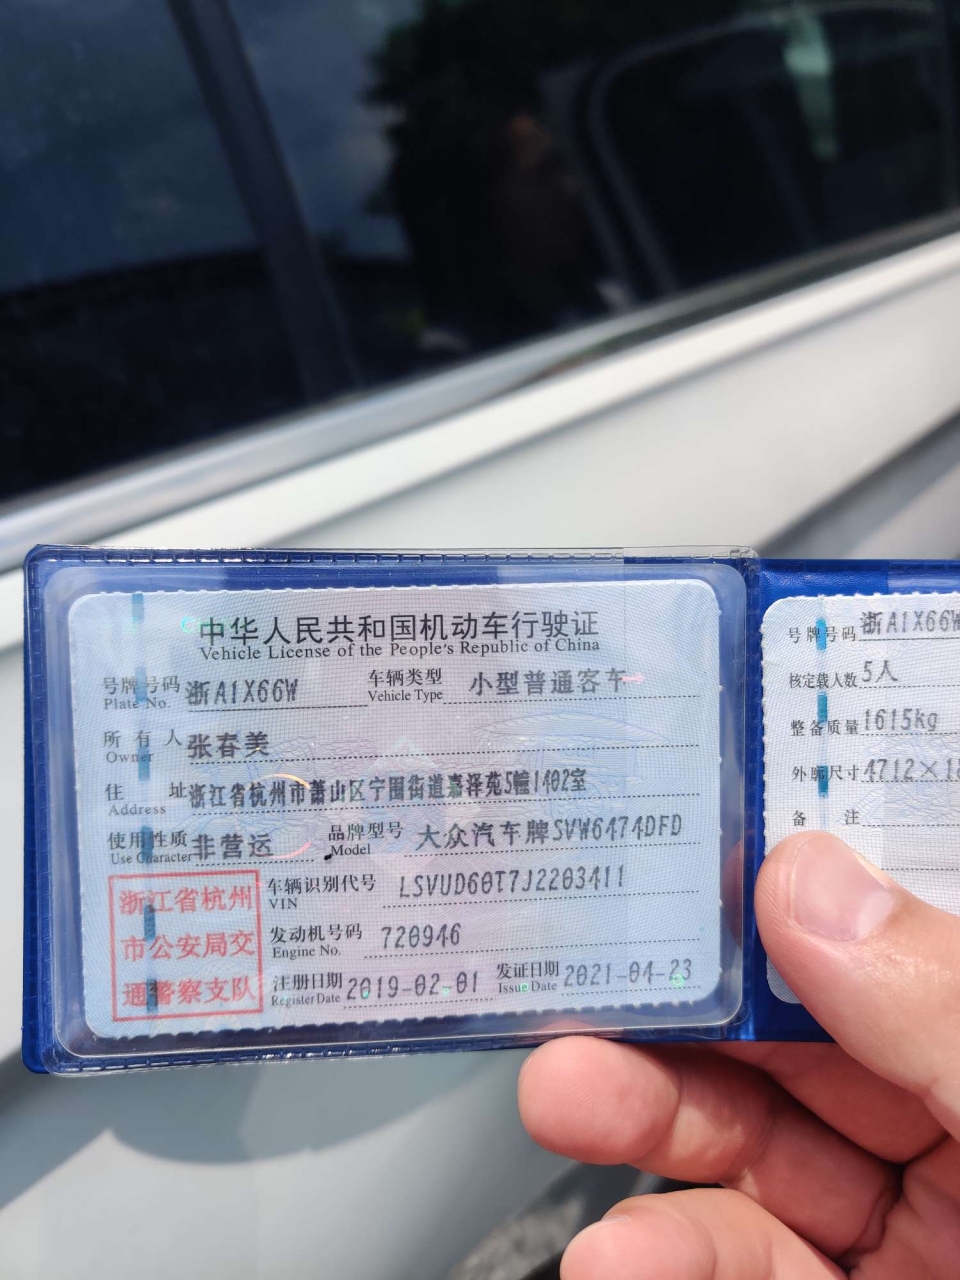 中华人民共和国机动车行驶证
Vehicle License of the People's Republic of China
号牌号码 浙A1X66W 车辆类型 小型普通客车
Plate No. Vehicle Type
所有人 张春美
Owner
住址 浙江省杭州市萧山区宁围街道嘉泽苑5幢1402室
Address
使用性质 非营运 品牌型号 大众汽车牌SVW6474DFD
Use Character Model
浙江省杭州
市公安局交
通警察支队
车辆识别代号 LSVUD60T7J2203411
VIN
发动机号码 720946
Engine No.
注册日期 2019-02-01 发证日期 2021-04-23
Register Date Issue Date
号牌号码 浙A1X66W
核定载人数 5人
整备质量 1615kg
外廓尺寸 4712×18
备注